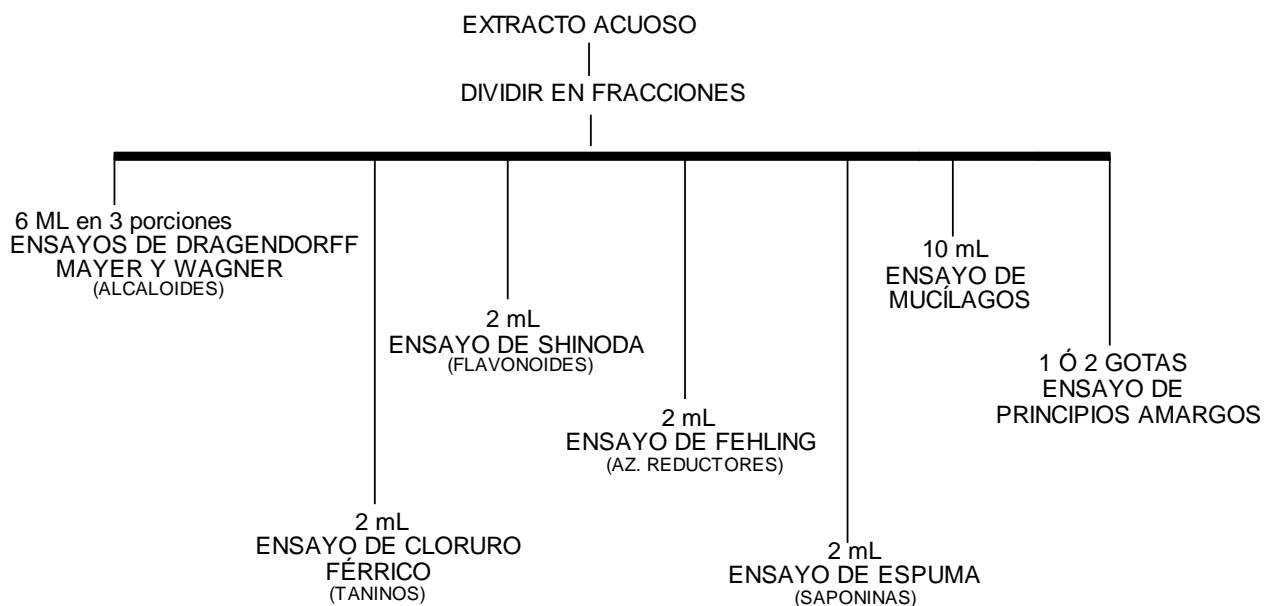 EXTRACTO ACUOSO
DIVIDIR EN FRACCIONES
6 ML en 3 porciones
ENSAYOS DE DRAGENDORFF
MAYER Y WAGNER
(ALCALOIDES)
2 mL
ENSAYO DE CLORURO
FÉRRICO
(TANINOS)
2 mL
ENSAYO DE SHINODA
(FLAVONOIDES)
2 mL
ENSAYO DE FEHLING
(AZ. REDUCTORES)
2 mL
ENSAYO DE ESPUMA
(SAPONINAS)
10 mL
ENSAYO DE
MUCÍLAGOS
1 Ó 2 GOTAS
ENSAYO DE
PRINCIPIOS AMARGOS